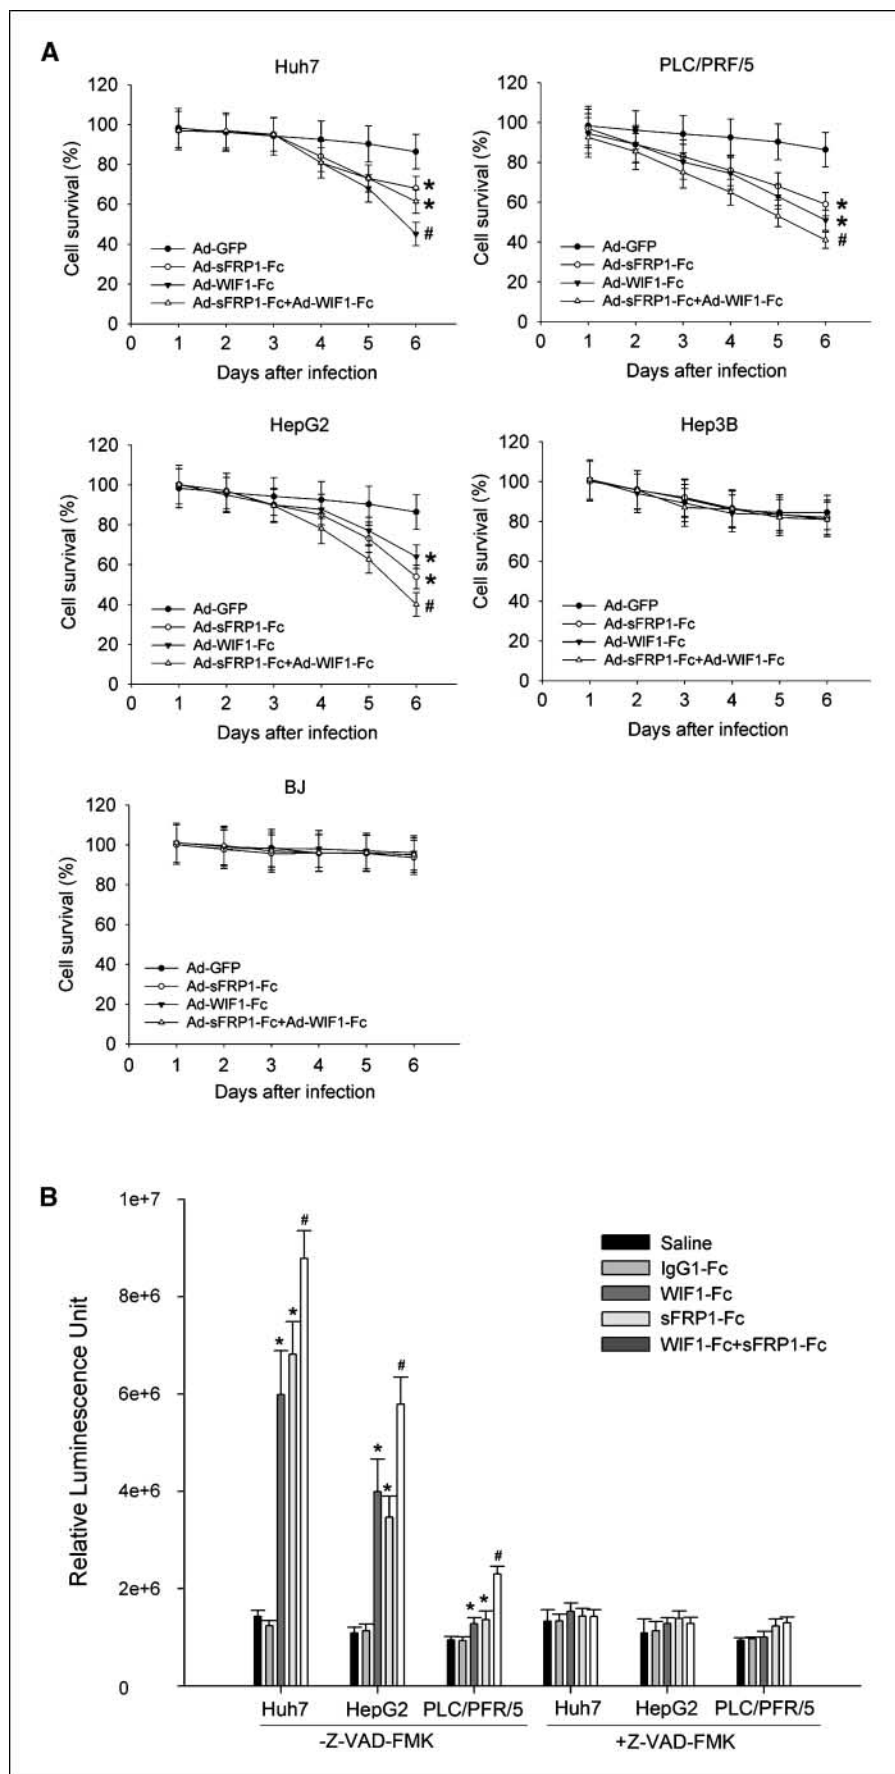 A
Huh7
120
100
80
60
40
20
0
Cell survival (%)
Ad-GFP
Ad-sFRP1-Fc
Ad-WIF1-Fc
Ad-sFRP1-Fc+Ad-WIF1-Fc
*
*
#
0 1 2 3 4 5 6
Days after infection
PLC/PRF/5
120
100
80
60
40
20
0
Cell survival (%)
Ad-GFP
Ad-sFRP1-Fc
Ad-WIF1-Fc
Ad-sFRP1-Fc+Ad-WIF1-Fc
*
*
#
0 1 2 3 4 5 6
Days after infection
HepG2
120
100
80
60
40
20
0
Cell survival (%)
Ad-GFP
Ad-sFRP1-Fc
Ad-WIF1-Fc
Ad-sFRP1-Fc+Ad-WIF1-Fc
*
*
#
0 1 2 3 4 5 6
Days after infection
Hep3B
120
100
80
60
40
20
0
Cell survival (%)
Ad-GFP
Ad-sFRP1-Fc
Ad-WIF1-Fc
Ad-sFRP1-Fc+Ad-WIF1-Fc
0 1 2 3 4 5 6
Days after infection
BJ
120
100
80
60
40
20
0
Cell survival (%)
Ad-GFP
Ad-sFRP1-Fc
Ad-WIF1-Fc
Ad-sFRP1-Fc+Ad-WIF1-Fc
0 1 2 3 4 5 6
Days after infection
B
1e+7
8e+6
6e+6
4e+6
2e+6
0
Relative Luminescence Unit
* * #
* * #
* * #
Saline
IgG1-Fc
WIF1-Fc
sFRP1-Fc
WIF1-Fc+sFRP1-Fc
Huh7 HepG2 PLC/PFR/5 Huh7 HepG2 PLC/PFR/5
-Z-VAD-FMK +Z-VAD-FMK